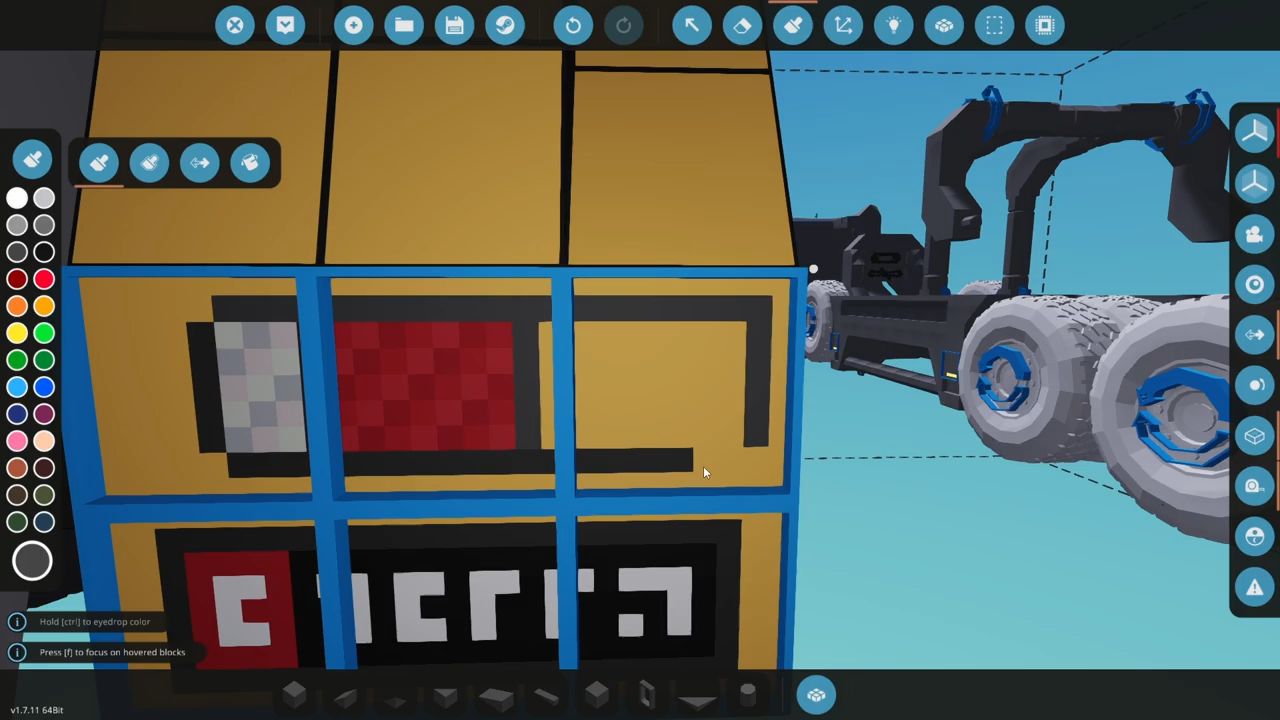 Hold [ctrl] to eyedrop color
Press [f] to focus on hovered blocks
v1.7.11 64Bit